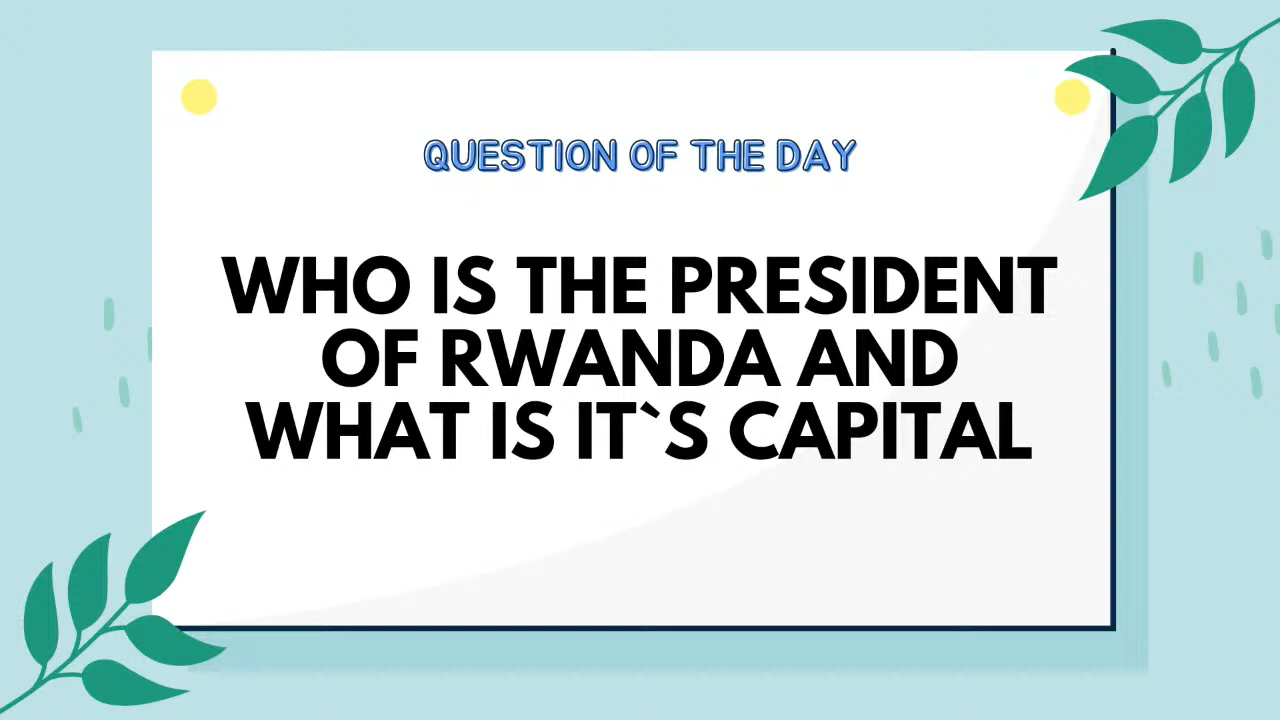 QUESTION OF THE DAY
WHO IS THE PRESIDENT
OF RWANDA AND
WHAT IS IT`S CAPITAL